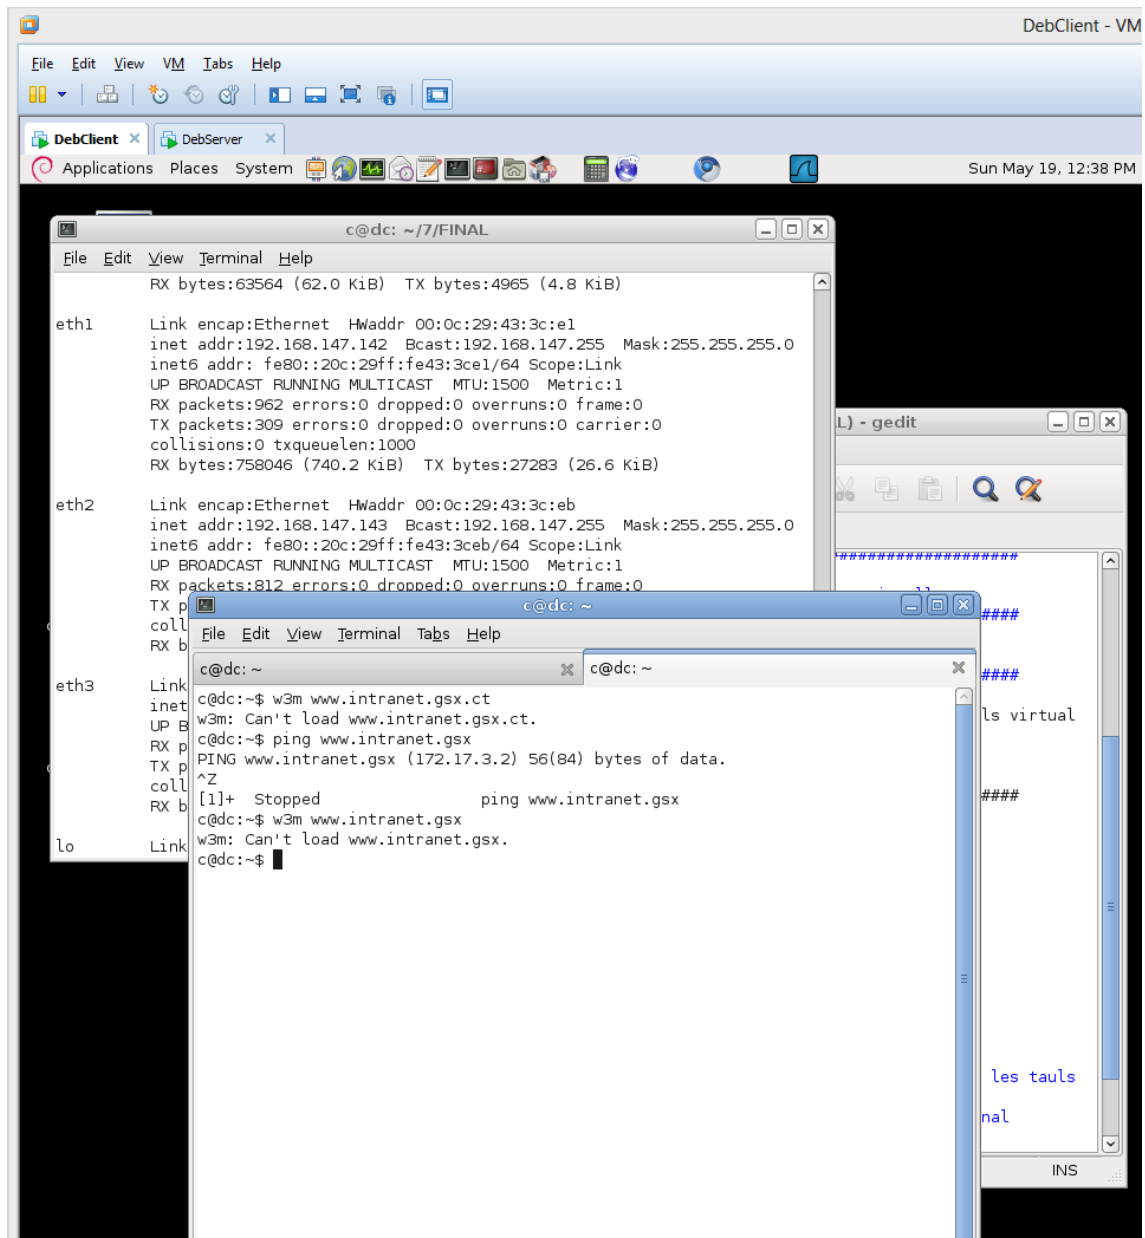 DebClient - VM
File Edit View VM Tabs Help
DebClient DebServer
Applications Places System Sun May 19, 12:38 PM
c@dc: ~/7/FINAL
File Edit View Terminal Help
RX bytes:63564 (62.0 KiB) TX bytes:4965 (4.8 KiB)
eth1 Link encap:Ethernet HWaddr 00:0c:29:43:3c:e1
inet addr:192.168.147.142 Bcast:192.168.147.255 Mask:255.255.255.0
inet6 addr: fe80::20c:29ff:fe43:3ce1/64 Scope:Link
UP BROADCAST RUNNING MULTICAST MTU:1500 Metric:1
RX packets:962 errors:0 dropped:0 overruns:0 frame:0
TX packets:309 errors:0 dropped:0 overruns:0 carrier:0
collisions:0 txqueuelen:1000
RX bytes:758046 (740.2 KiB) TX bytes:27283 (26.6 KiB)
eth2 Link encap:Ethernet HWaddr 00:0c:29:43:3c:eb
inet addr:192.168.147.143 Bcast:192.168.147.255 Mask:255.255.255.0
inet6 addr: fe80::20c:29ff:fe43:3ceb/64 Scope:Link
UP BROADCAST RUNNING MULTICAST MTU:1500 Metric:1
RX packets:812 errors:0 dropped:0 overruns:0 frame:0
TX p
coll
RX b
eth3 Link
inet
UP B
RX p
TX p
coll
RX b
lo Link
L) - gedit
####################
####
####
ls virtual
####
les tauls
nal
INS
c@dc: ~
File Edit View Terminal Tabs Help
c@dc: ~ c@dc: ~
c@dc:~$ w3m www.intranet.gsx.ct
w3m: Can't load www.intranet.gsx.ct.
c@dc:~$ ping www.intranet.gsx
PING www.intranet.gsx (172.17.3.2) 56(84) bytes of data.
^Z
[1]+ Stopped ping www.intranet.gsx
c@dc:~$ w3m www.intranet.gsx
w3m: Can't load www.intranet.gsx.
c@dc:~$